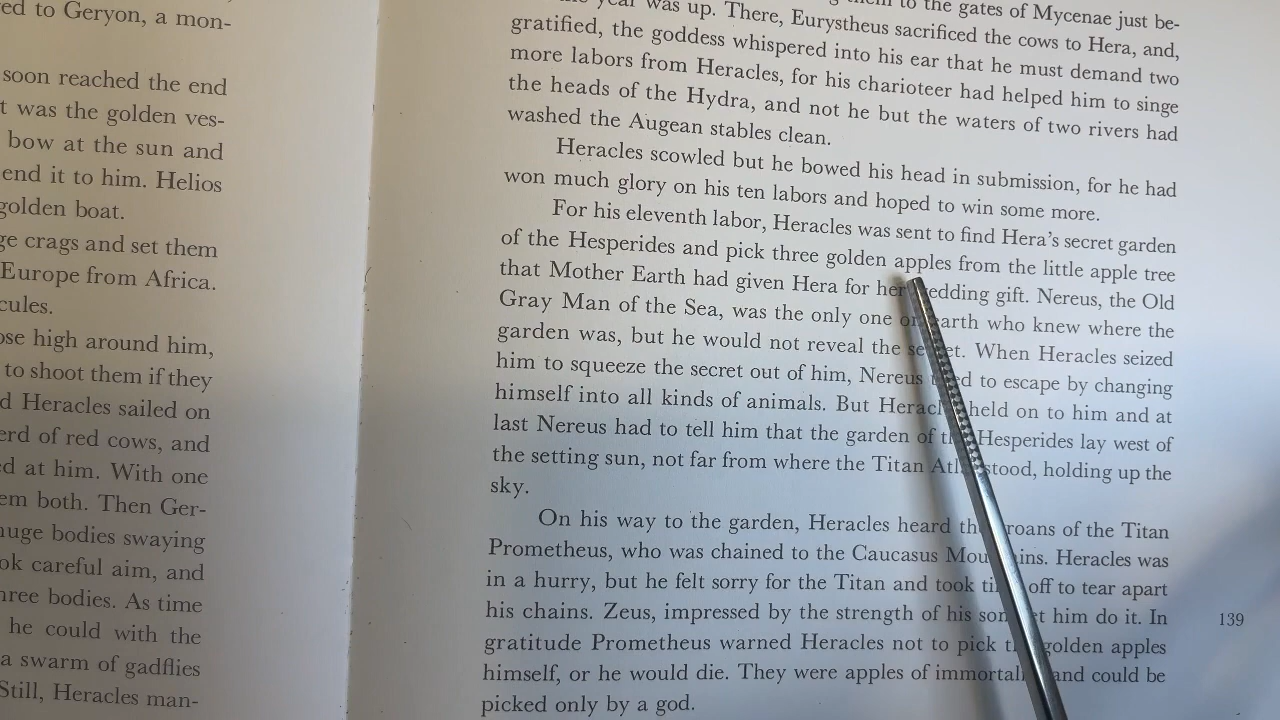 ed to Geryon, a mon-
soon reached the end
was the golden ves-
bow at the sun and
end it to him. Helios
golden boat.
crags and set them
Europe from Africa.
cules.
high around him,
to shoot them if they
Heracles sailed on
of red cows, and
at him. With one
both. Then Ger-
bodies swaying
careful aim, and
three bodies. As time
he could with the
a swarm of gadflies
Still, Heracles man-
year was up. There, Eurystheus sacrificed the cows to Hera, and,
to the gates of Mycenae just be-
gratified, the goddess whispered into his ear that he must demand two
more labors from Heracles, for his charioteer had helped him to singe
the heads of the Hydra, and not he but the waters of two rivers had
washed the Augean stables clean.
Heracles scowled but he bowed his head in submission, for he had
won much glory on his ten labors and hoped to win some more.
For his eleventh labor, Heracles was sent to find Hera's secret garden
of the Hesperides and pick three golden apples from the little apple tree
that Mother Earth had given Hera for her wedding gift. Nereus, the Old
Gray Man of the Sea, was the only one on earth who knew where the
garden was, but he would not reveal the secret. When Heracles seized
him to squeeze the secret out of him, Nereus tried to escape by changing
himself into all kinds of animals. But Heracles held on to him and at
last Nereus had to tell him that the garden of the Hesperides lay west of
the setting sun, not far from where the Titan Atlas stood, holding up the
sky.
On his way to the garden, Heracles heard the groans of the Titan
Prometheus, who was chained to the Caucasus Mountains. Heracles was
in a hurry, but he felt sorry for the Titan and took time off to tear apart
his chains. Zeus, impressed by the strength of his son, let him do it. In
gratitude Prometheus warned Heracles not to pick the golden apples
himself, or he would die. They were apples of immortality and could be
picked only by a god.
139